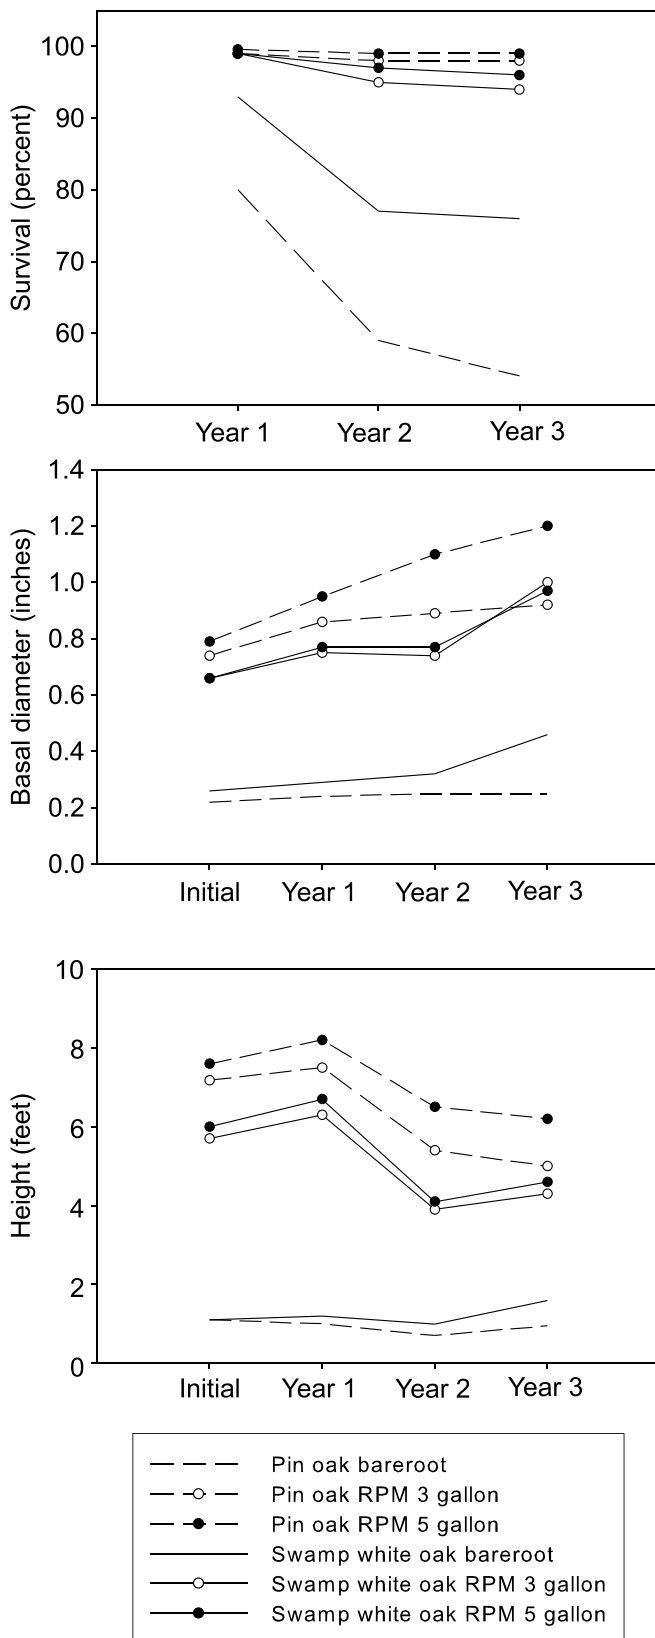 Survival (percent)
100
90
80
70
60
50
Year 1 Year 2 Year 3
Basal diameter (inches)
1.4
1.2
1.0
0.8
0.6
0.4
0.2
0.0
Initial Year 1 Year 2 Year 3
Height (feet)
10
8
6
4
2
0
Initial Year 1 Year 2 Year 3
Pin oak bareroot
Pin oak RPM 3 gallon
Pin oak RPM 5 gallon
Swamp white oak bareroot
Swamp white oak RPM 3 gallon
Swamp white oak RPM 5 gallon